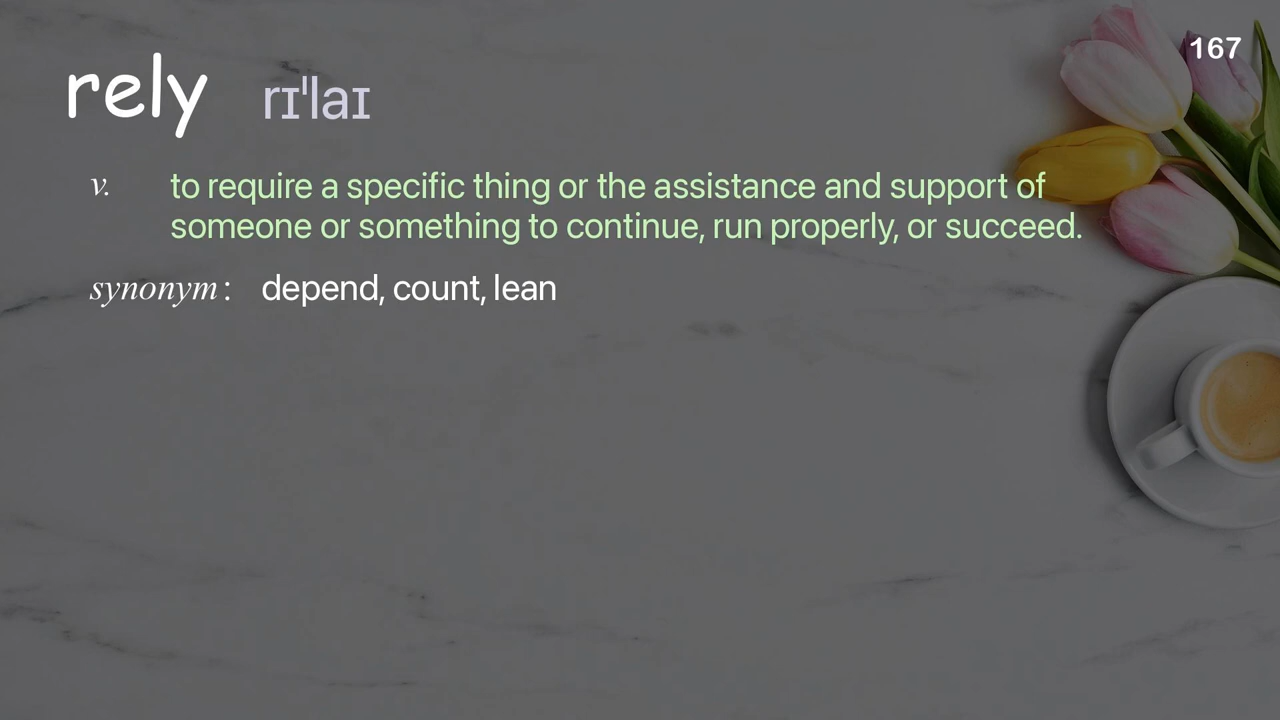 167
rely rɪˈlaɪ
v. to require a specific thing or the assistance and support of
someone or something to continue, run properly, or succeed.
synonym : depend, count, lean